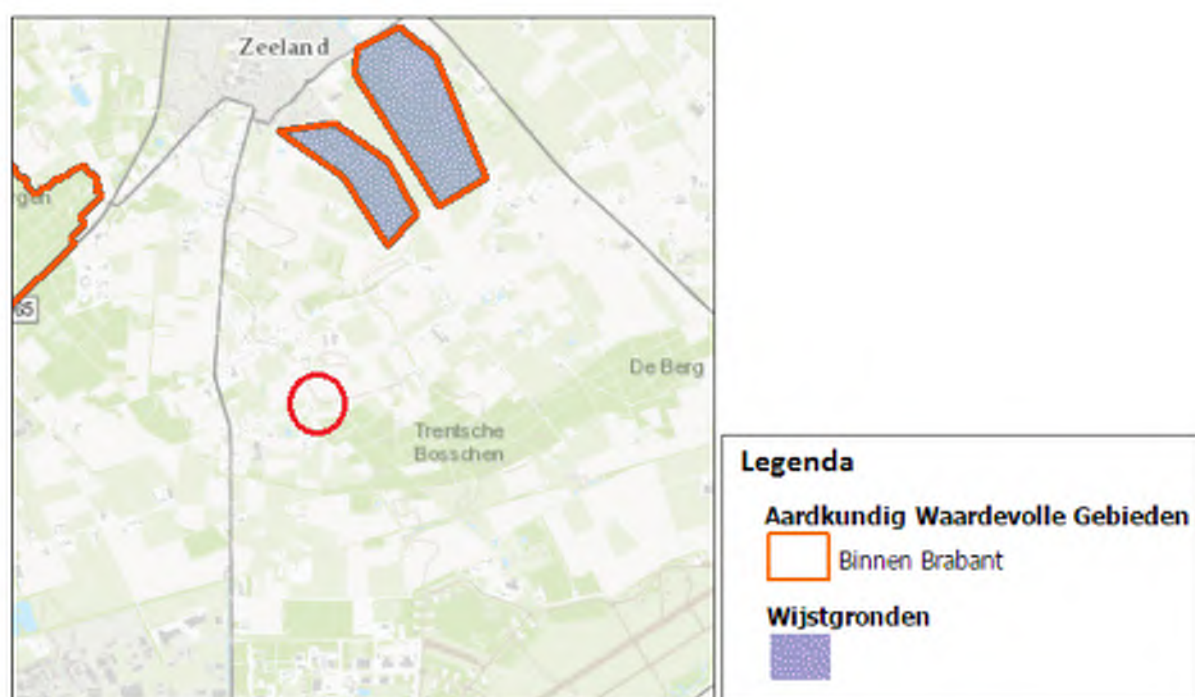 Zeeland
65
De Berg
Trentsche
Bosschen
Legenda
Aardkundig Waardevolle Gebieden
Binnen Brabant
Wijstgronden